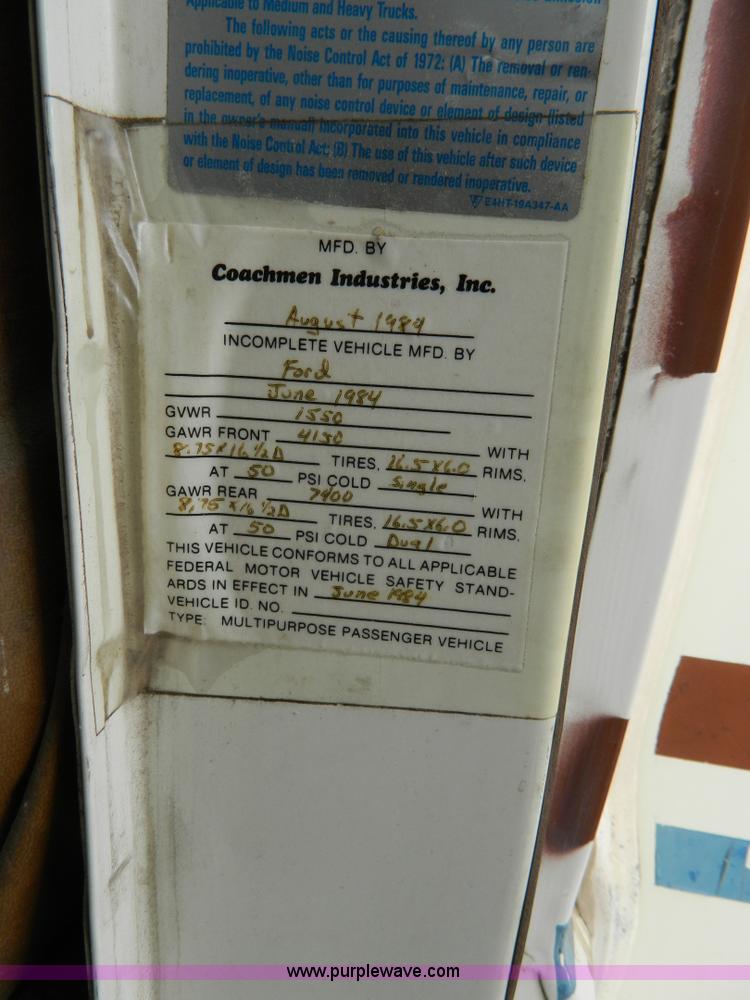 Applicable to Medium and Heavy Trucks.
The following acts or the causing thereof by any person are
prohibited by the Noise Control Act of 1972: (A) The removal or ren-
dering inoperative, other than for purposes of maintenance, repair, or
replacement, of any noise control device or element of design (listed
in the owner's manual) incorporated into this vehicle in compliance
with the Noise Control Act; (B) The use of this vehicle after such device
or element of design has been removed or rendered inoperative.
E4HT-19A347-AA
MFD. BY
Coachmen Industries, Inc.
August 1984
INCOMPLETE VEHICLE MFD. BY
Ford
June 1984
GVWR 1550
GAWR FRONT 4150 WITH
8.75X16 1/2D TIRES, 16.5X6.0 RIMS,
AT 50 PSI COLD Single
GAWR REAR 7400 WITH
8.75X16 1/2D TIRES, 16.5X6.0 RIMS,
AT 50 PSI COLD Dual
THIS VEHICLE CONFORMS TO ALL APPLICABLE
FEDERAL MOTOR VEHICLE SAFETY STAND-
ARDS IN EFFECT IN June 1984
VEHICLE ID. NO.
TYPE: MULTIPURPOSE PASSENGER VEHICLE
www.purplewave.com